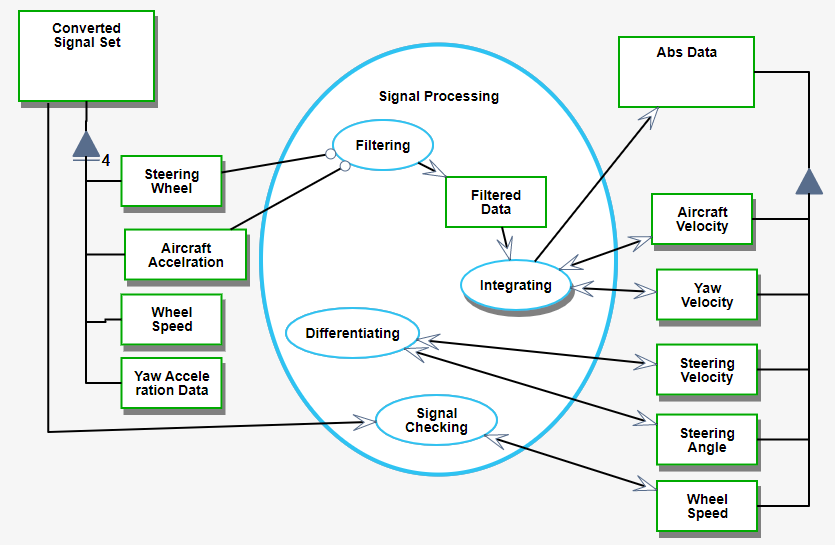 Converted
Signal Set
4
Steering
Wheel
Aircraft
Accelration
Wheel
Speed
Yaw Accele
ration Data
Signal Processing
Filtering
Filtered
Data
Integrating
Differentiating
Signal
Checking
Abs Data
Aircraft
Velocity
Yaw
Velocity
Steering
Velocity
Steering
Angle
Wheel
Speed